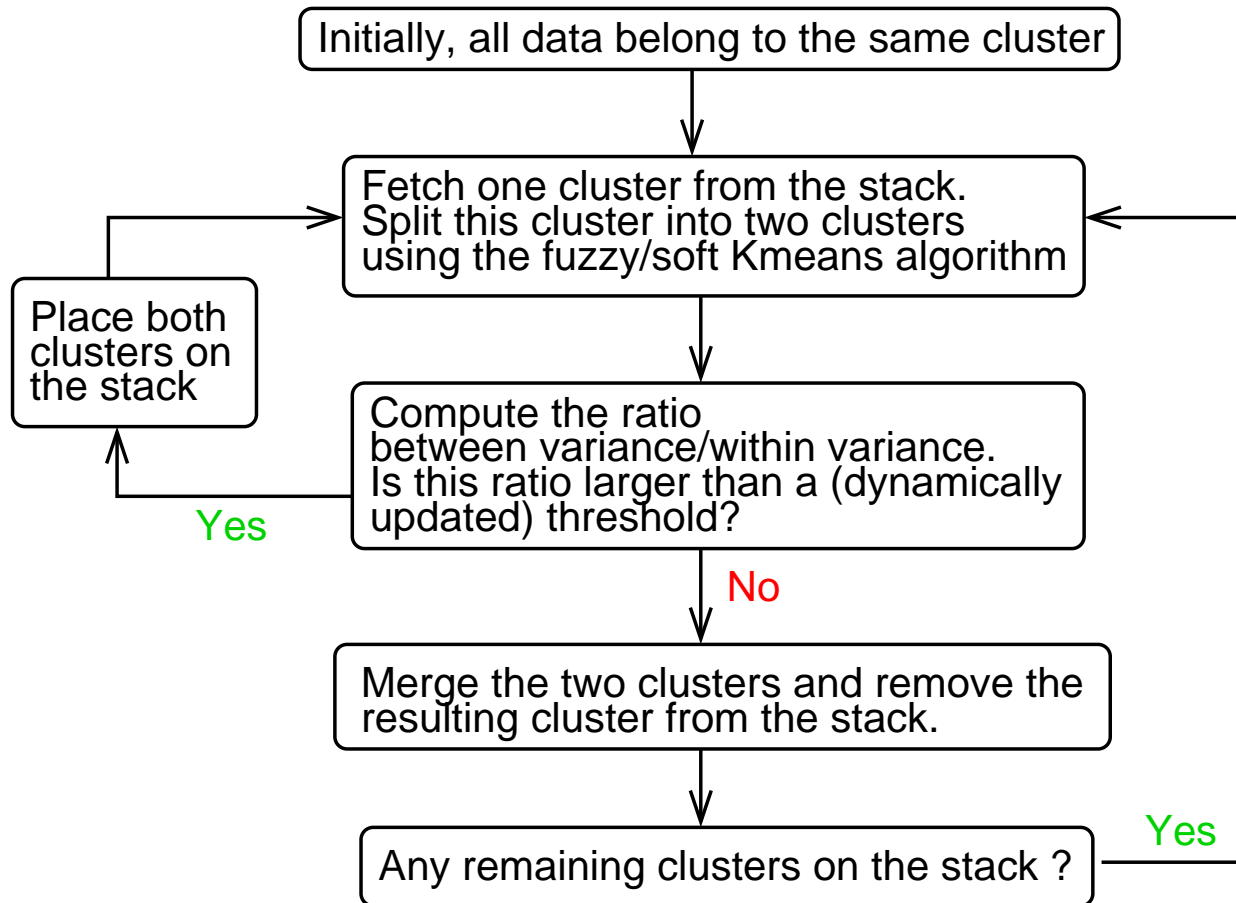 Initially, all data belong to the same cluster
Fetch one cluster from the stack.
Split this cluster into two clusters
using the fuzzy/soft Kmeans algorithm
Place both
clusters on
the stack
Compute the ratio
between variance/within variance.
Is this ratio larger than a (dynamically
updated) threshold?
Yes
No
Merge the two clusters and remove the
resulting cluster from the stack.
Any remaining clusters on the stack ?
Yes